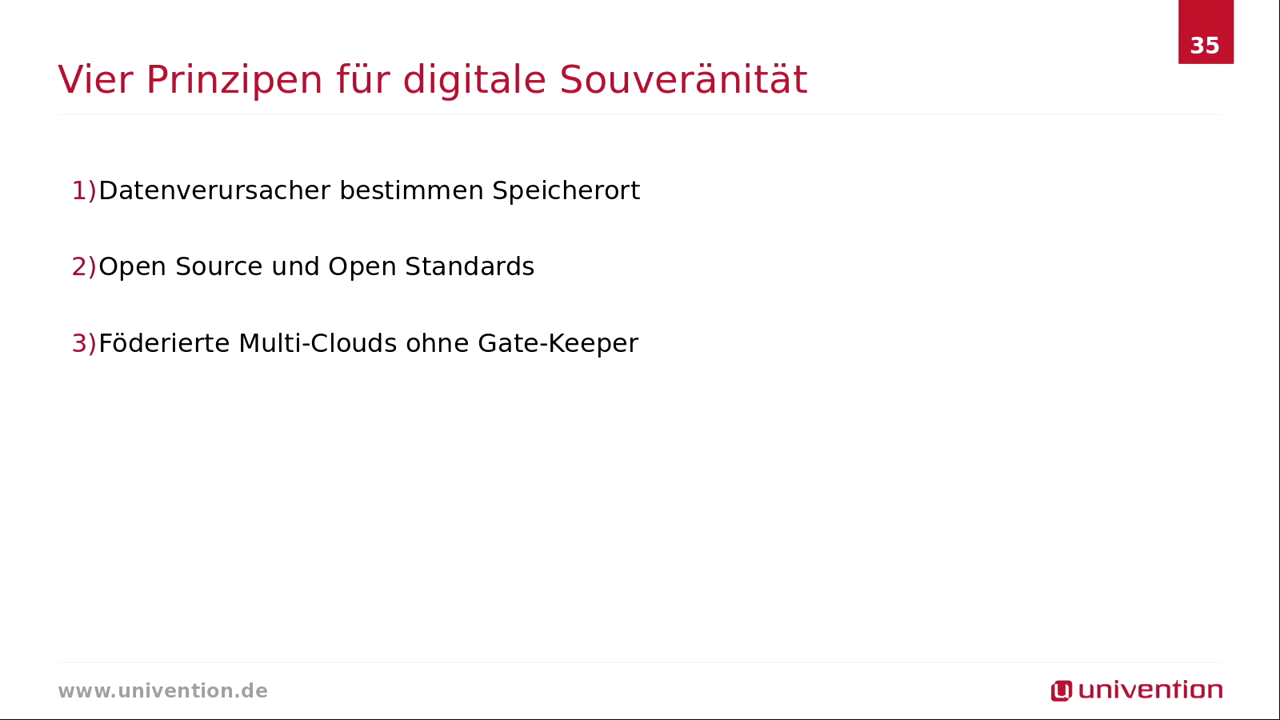 35
Vier Prinzipen für digitale Souveränität
1)Datenverursacher bestimmen Speicherort
2)Open Source und Open Standards
3)Föderierte Multi-Clouds ohne Gate-Keeper
www.univention.de
univention